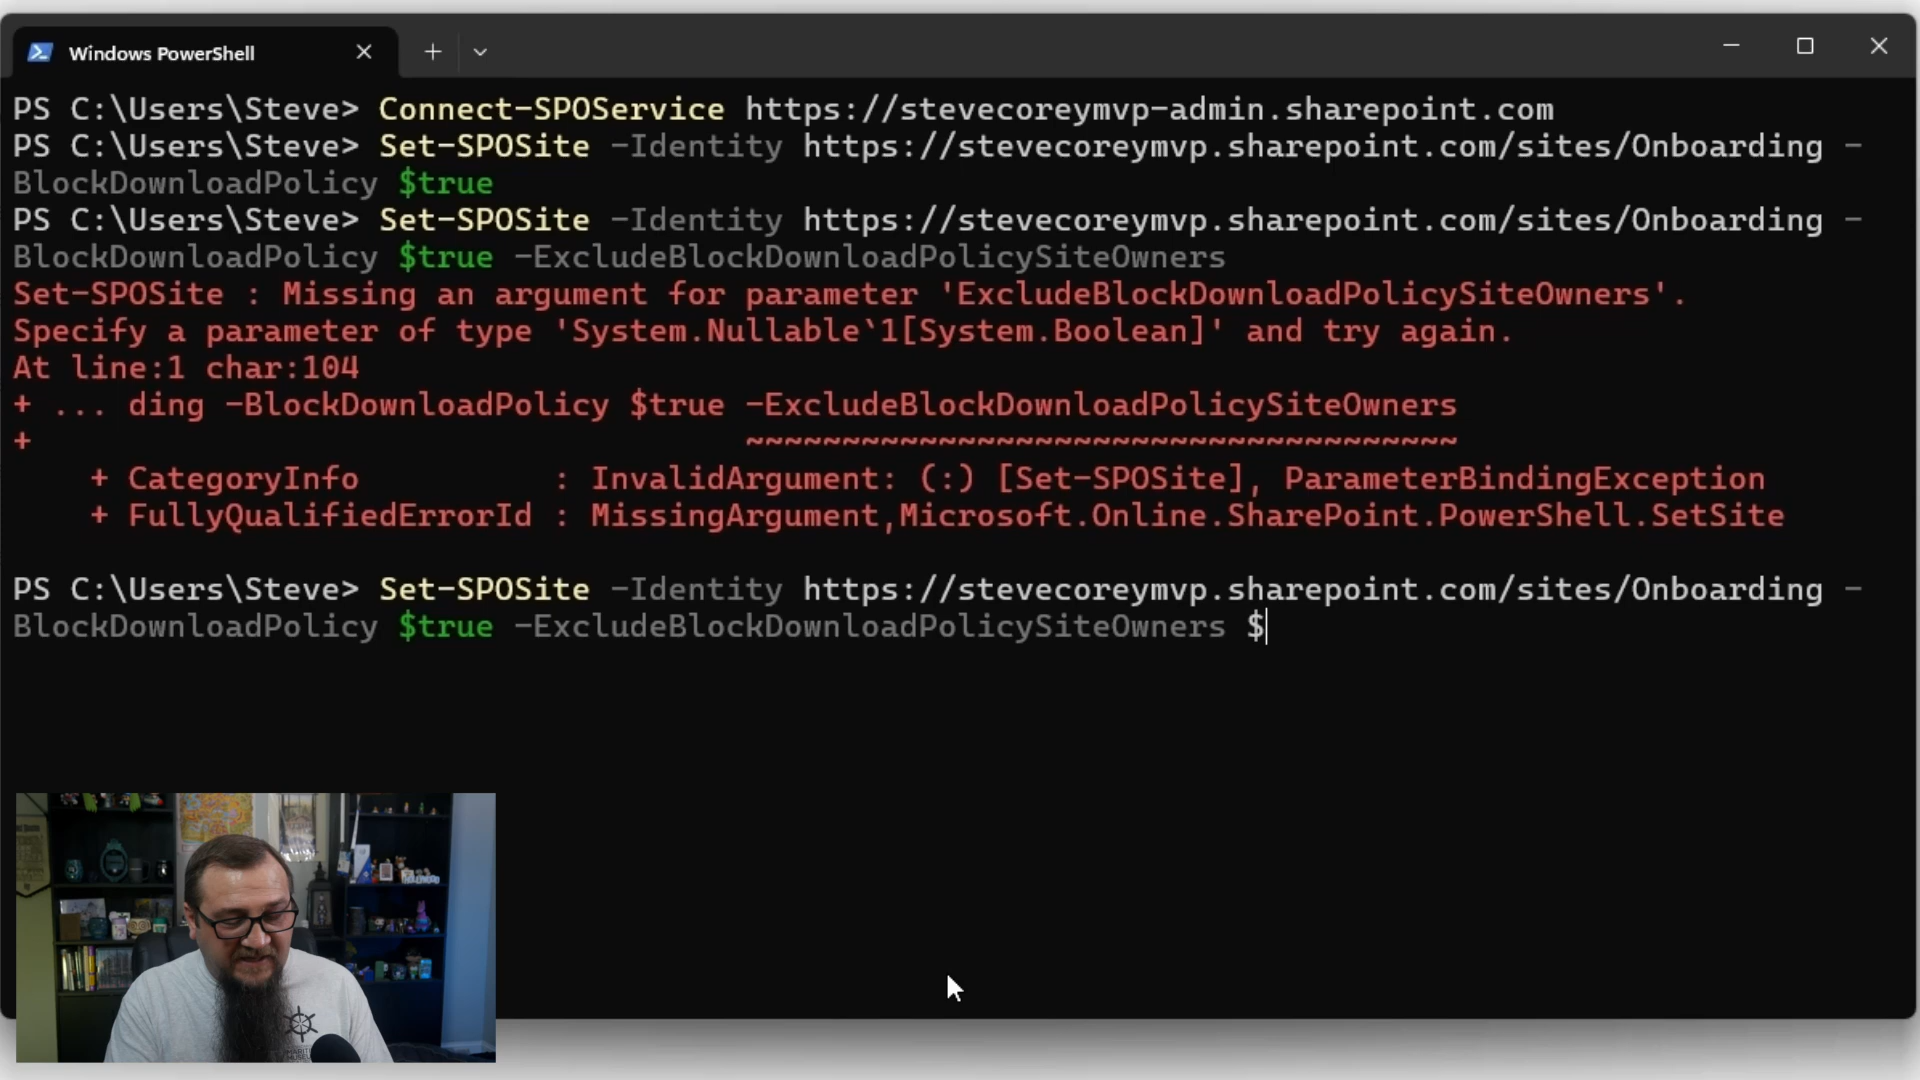 Windows PowerShell
PS C:\Users\Steve> Connect-SPOService https://stevecoreymvp-admin.sharepoint.com
PS C:\Users\Steve> Set-SPOSite -Identity https://stevecoreymvp.sharepoint.com/sites/Onboarding -
BlockDownloadPolicy $true
PS C:\Users\Steve> Set-SPOSite -Identity https://stevecoreymvp.sharepoint.com/sites/Onboarding -
BlockDownloadPolicy $true -ExcludeBlockDownloadPolicySiteOwners
Set-SPOSite : Missing an argument for parameter 'ExcludeBlockDownloadPolicySiteOwners'.
Specify a parameter of type 'System.Nullable`1[System.Boolean]' and try again.
At line:1 char:104
+ ... ding -BlockDownloadPolicy $true -ExcludeBlockDownloadPolicySiteOwners
+                                     ~~~~~~~~~~~~~~~~~~~~~~~~~~~~~~~~~~~~~
    + CategoryInfo          : InvalidArgument: (:) [Set-SPOSite], ParameterBindingException
    + FullyQualifiedErrorId : MissingArgument,Microsoft.Online.SharePoint.PowerShell.SetSite
PS C:\Users\Steve> Set-SPOSite -Identity https://stevecoreymvp.sharepoint.com/sites/Onboarding -
BlockDownloadPolicy $true -ExcludeBlockDownloadPolicySiteOwners $